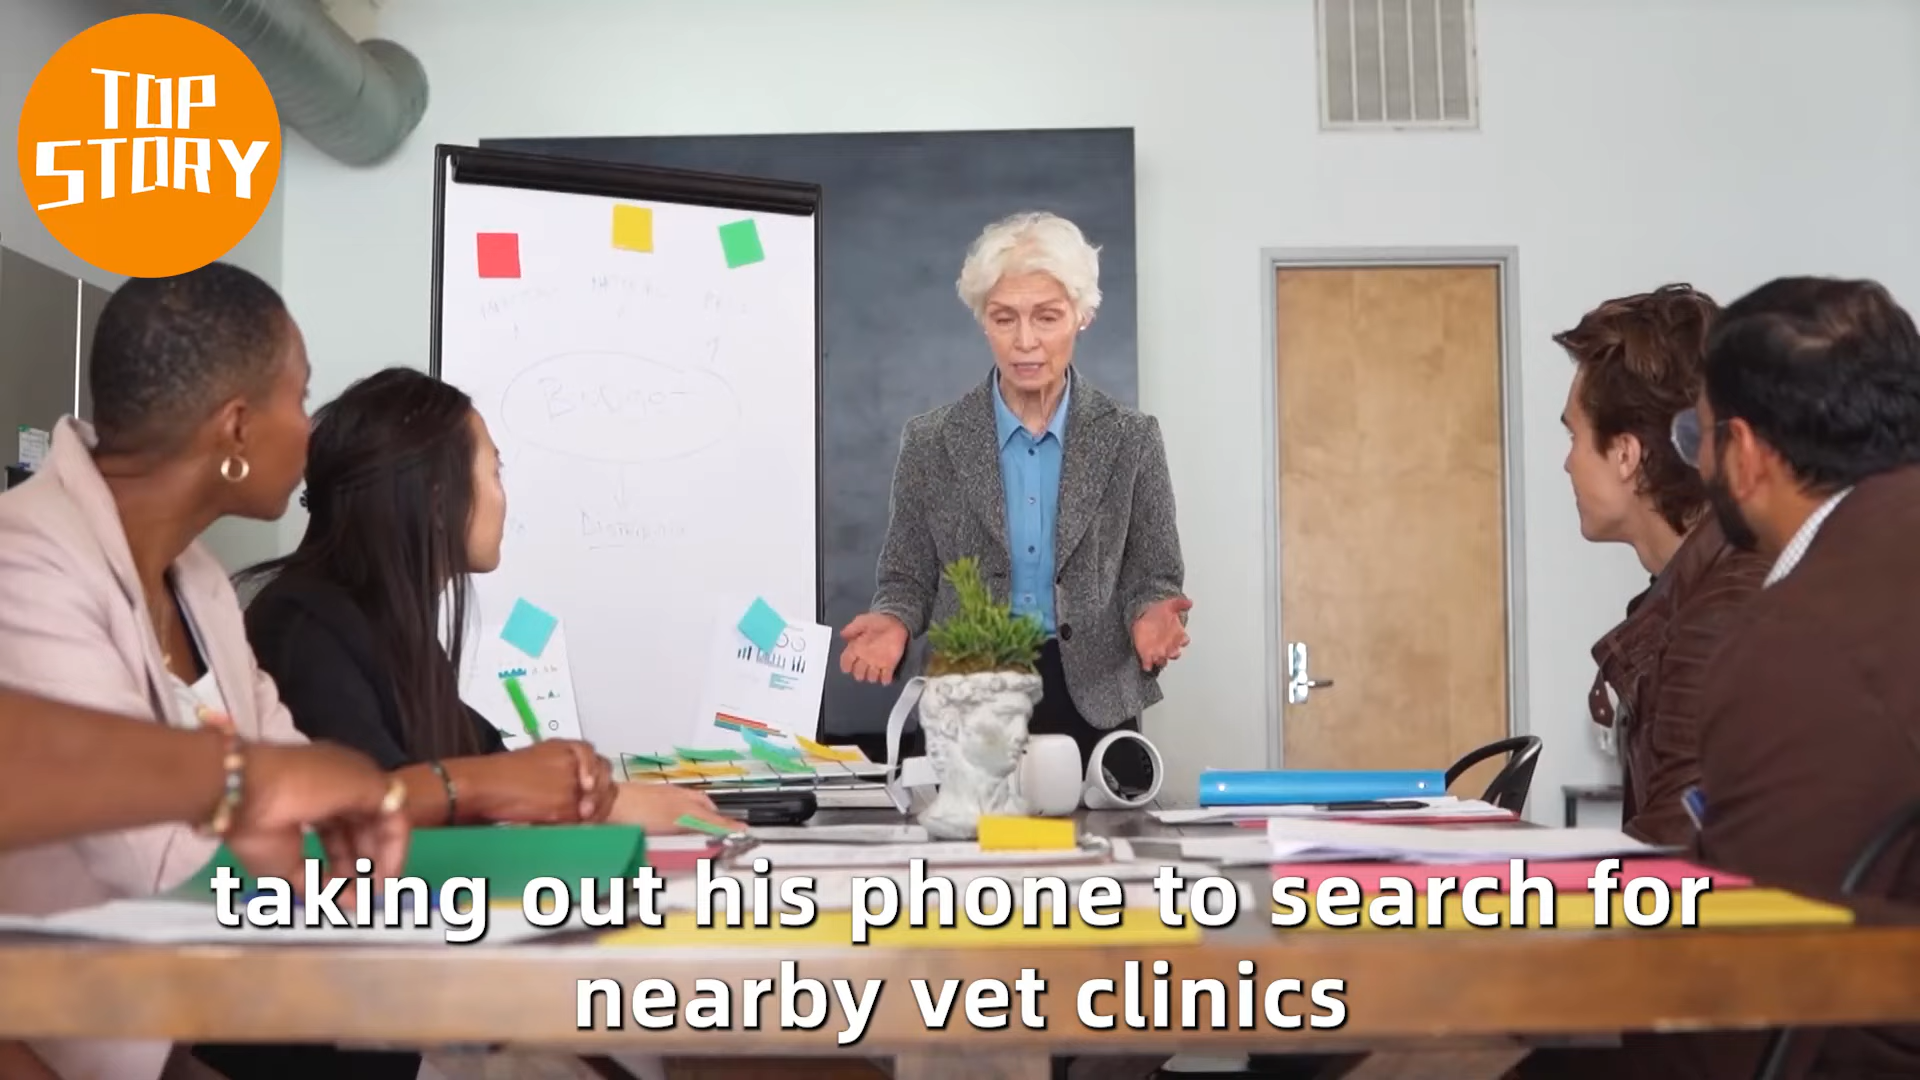 TOP
STORY
taking out his phone to search for
nearby vet clinics